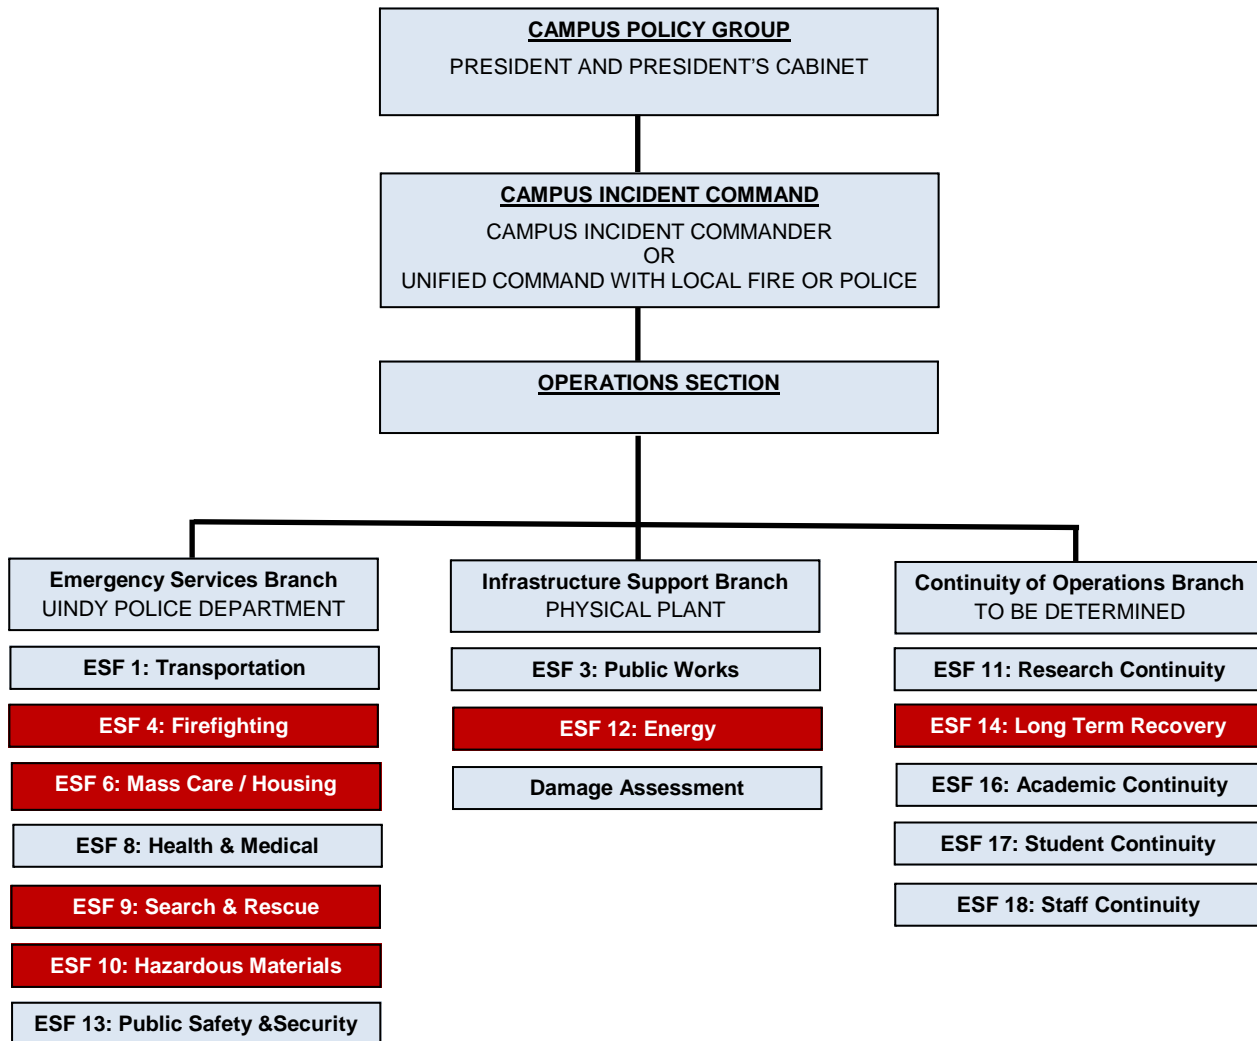 CAMPUS POLICY GROUP
PRESIDENT AND PRESIDENT’S CABINET
CAMPUS INCIDENT COMMAND
CAMPUS INCIDENT COMMANDER
OR
UNIFIED COMMAND WITH LOCAL FIRE OR POLICE
OPERATIONS SECTION
Emergency Services Branch
UINDY POLICE DEPARTMENT
ESF 1: Transportation
ESF 4: Firefighting
ESF 6: Mass Care / Housing
ESF 8: Health & Medical
ESF 9: Search & Rescue
ESF 10: Hazardous Materials
ESF 13: Public Safety &Security
Infrastructure Support Branch
PHYSICAL PLANT
ESF 3: Public Works
ESF 12: Energy
Damage Assessment
Continuity of Operations Branch
TO BE DETERMINED
ESF 11: Research Continuity
ESF 14: Long Term Recovery
ESF 16: Academic Continuity
ESF 17: Student Continuity
ESF 18: Staff Continuity